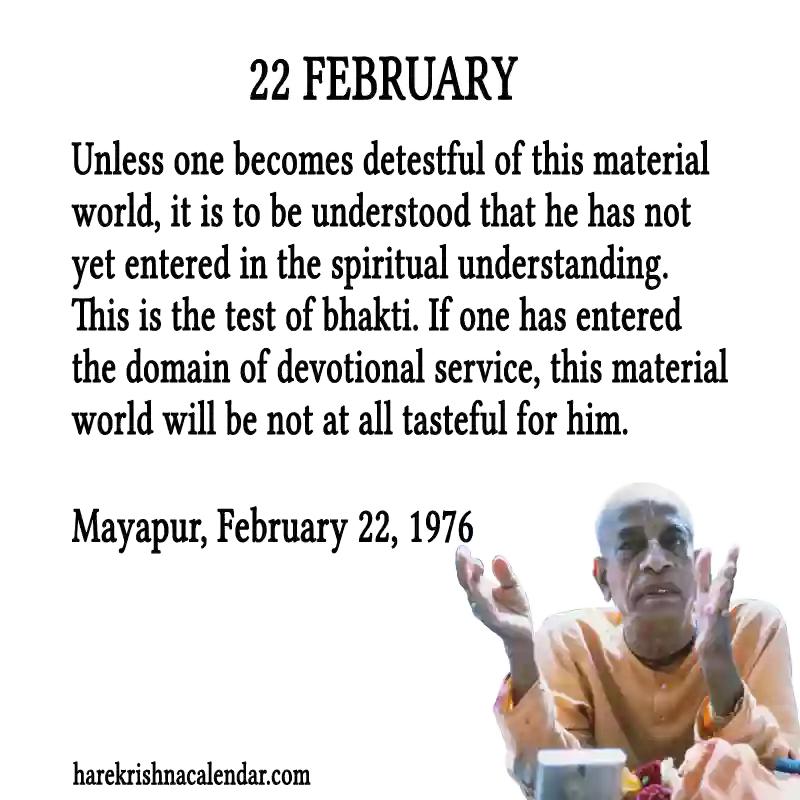 22 FEBRUARY
Unless one becomes detestful of this material
world, it is to be understood that he has not
yet entered in the spiritual understanding.
This is the test of bhakti. If one has entered
the domain of devotional service, this material
world will be not at all tasteful for him.
Mayapur, February 22, 1976
harekrishnacalendar.com